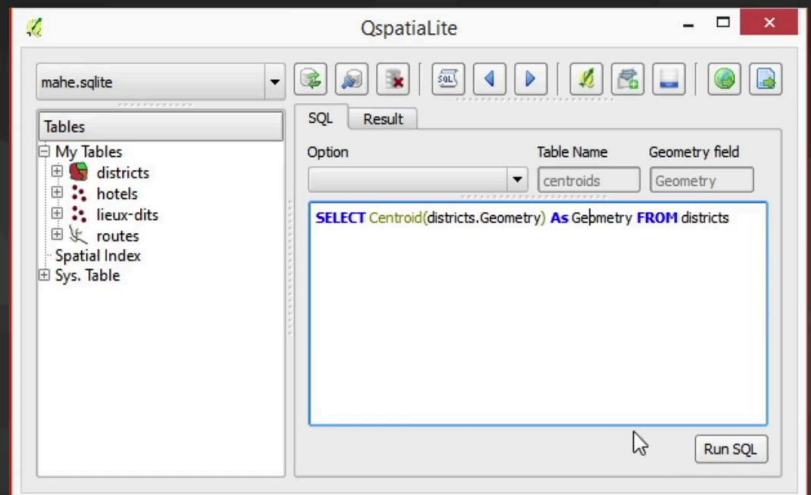 QspatiaLite
mahe.sqlite
Tables
My Tables
districts
hotels
lieux-dits
routes
Spatial Index
Sys. Table
SQL
SQL Result
Option Table Name Geometry field
centroids Geometry
SELECT Centroid(districts.Geometry) As Geometry FROM districts
Run SQL